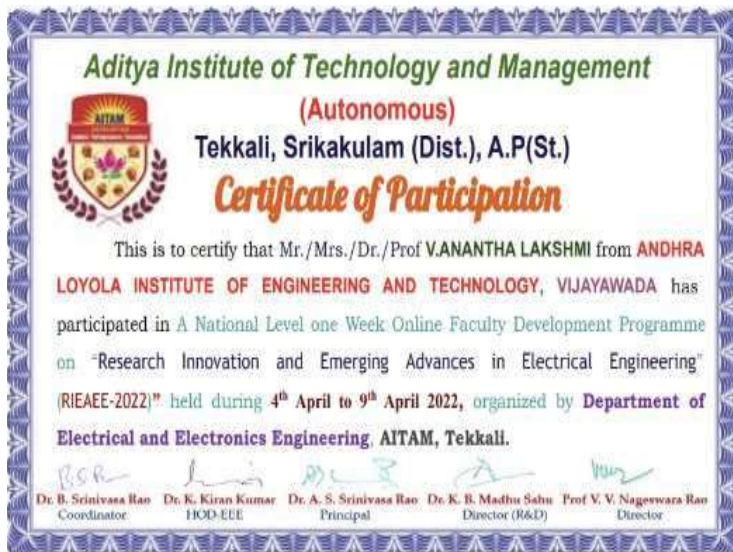 Aditya Institute of Technology and Management
(Autonomous)
AITAM
Tekkali, Srikakulam (Dist.), A.P(St.)
Certificate of Participation
This is to certify that Mr./Mrs./Dr./Prof V.ANANTHA LAKSHMI from ANDHRA
LOYOLA INSTITUTE OF ENGINEERING AND TECHNOLOGY, VIJAYAWADA has
participated in A National Level one Week Online Faculty Development Programme
on "Research Innovation and Emerging Advances in Electrical Engineering"
(RIEAEE-2022)" held during 4th April to 9th April 2022, organized by Department of
Electrical and Electronics Engineering, AITAM, Tekkali.
Dr. B. Srinivasa Rao Dr. K. Kiran Kumar Dr. A. S. Srinivasa Rao Dr. K. B. Madhu Sahu Prof V. V. Nageswara Rao
Coordinator HOD-EEE Principal Director (R&D) Director